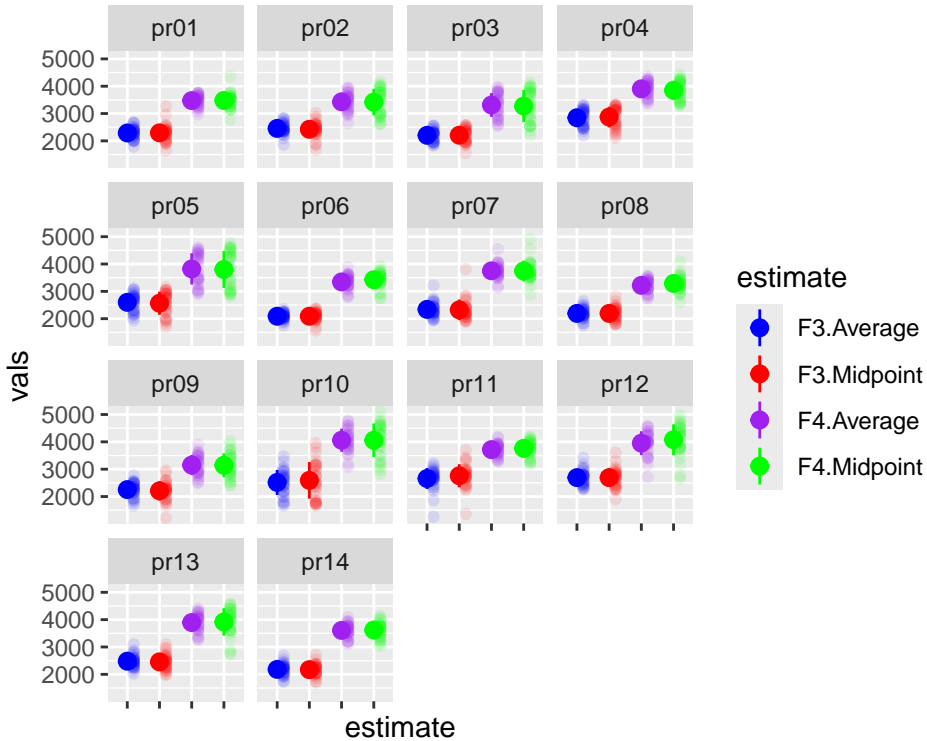 pr01 pr02 pr03 pr04
5000
4000
3000
2000
pr05 pr06 pr07 pr08
5000
4000
3000
2000
pr09 pr10 pr11 pr12
5000
4000
3000
2000
pr13 pr14
5000
4000
3000
2000
vals
estimate
estimate
F3.Average
F3.Midpoint
F4.Average
F4.Midpoint